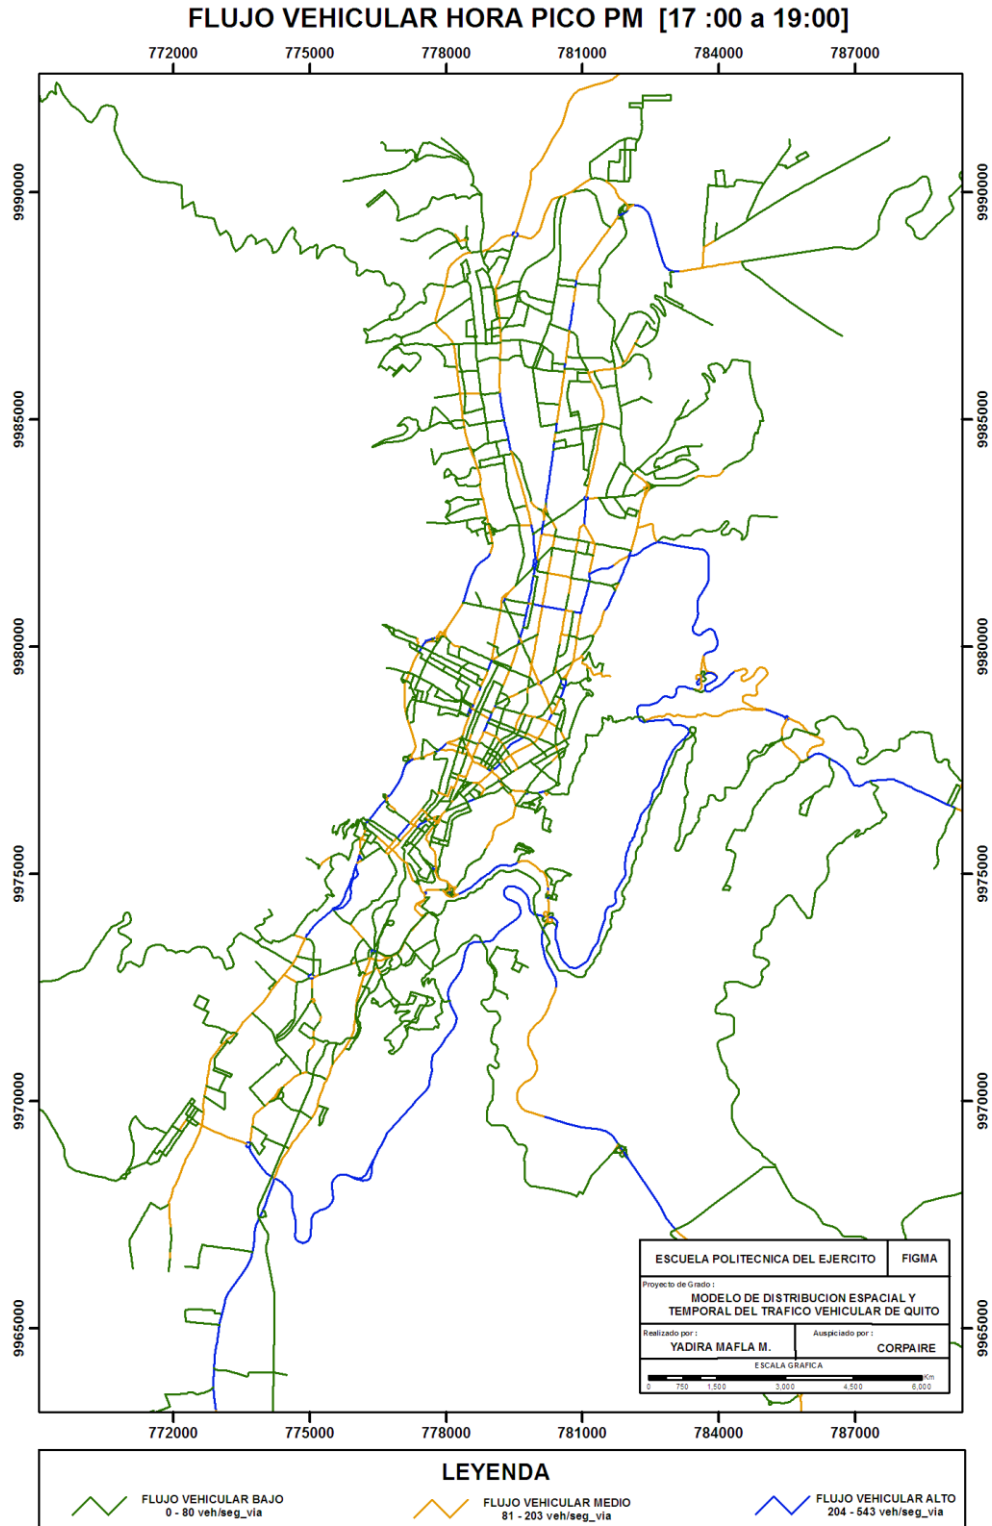 FLUJO VEHICULAR HORA PICO PM [17 :00 a 19:00]
772000 775000 778000 781000 784000 787000
9990000 9990000
9985000 9985000
9980000 9980000
9975000 9975000
9970000 9970000
9965000 9965000
ESCUELA POLITECNICA DEL EJERCITO FIGMA
Proyecto de Grado :
MODELO DE DISTRIBUCION ESPACIAL Y
TEMPORAL DEL TRAFICO VEHICULAR DE QUITO
Realizado por : Auspiciado por :
YADIRA MAFLA M. CORPAIRE
ESCALA GRAFICA
Km
0 750 1,500 3,000 4,500 6,000
772000 775000 778000 781000 784000 787000
LEYENDA
FLUJO VEHICULAR BAJO FLUJO VEHICULAR MEDIO FLUJO VEHICULAR ALTO
0 - 80 veh/seg_via 81 - 203 veh/seg_via 204 - 543 veh/seg_via